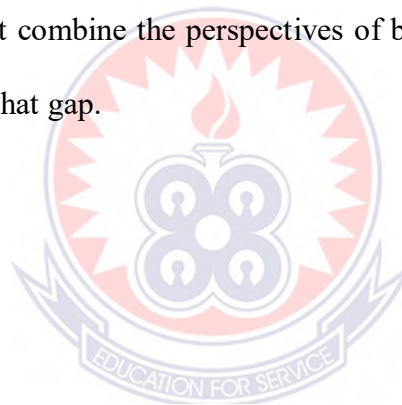 t combine the perspectives of b
hat gap.
EDUCATION FOR SERVICE